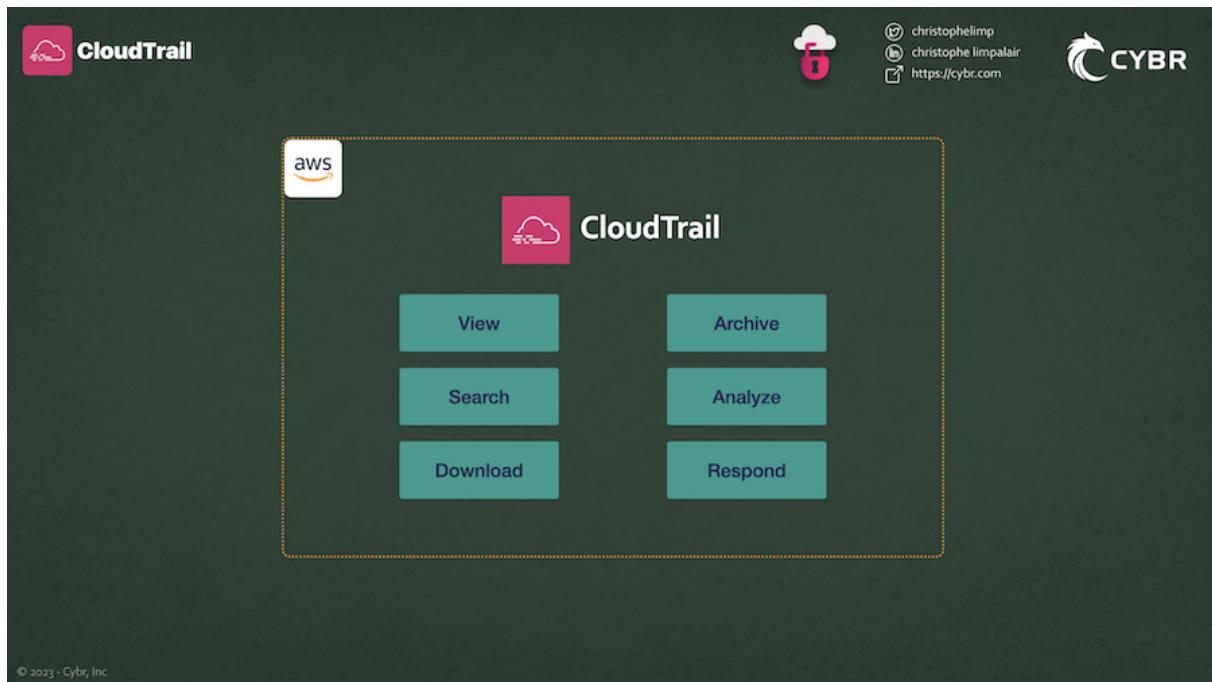 CloudTrail
christophelimp
christophe limpalair
https://cybr.com
CYBR
aws
CloudTrail
View
Archive
Search
Analyze
Download
Respond
© 2023 - Cybr, Inc